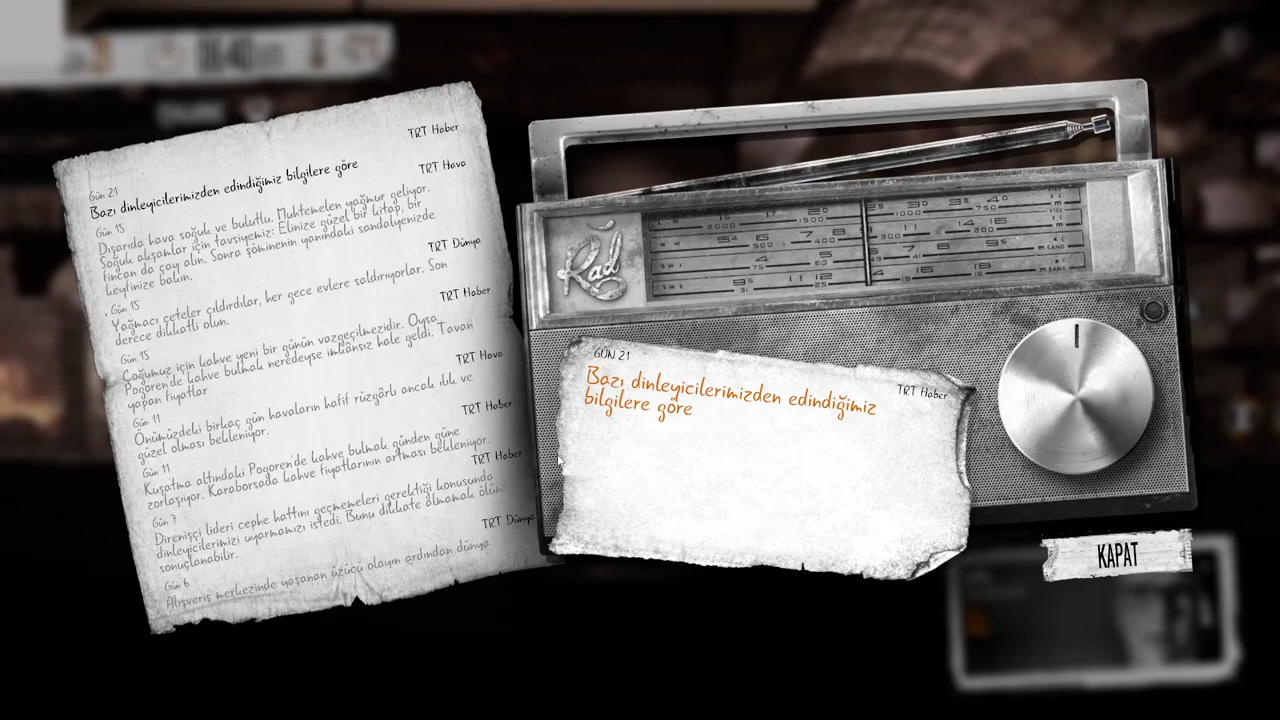 TRT Haber
Gün 21
Bazı dinleyicilerimizden edindiğimiz bilgilere göre
TRT Hava
Gün 15
Dışarıda hava soğuk ve bulutlu. Muhtemelen yağmur geliyor.
Soğuk akşamlar için tavsiyemiz: Elinize güzel bir kitap, bir
fincan da çay alın. Sonra şöminenin yanındaki sandalyenizde
keyfinize bakın.
TRT Dünya
Gün 15
Yağmacı çeteler çıldırdılar, her gece evlere saldırıyorlar. Son
derece dikkatli olun.
TRT Haber
Gün 15
Çoğumuz için kahve yeni bir günün vazgeçilmezidir. Oysa
Pogoren'de kahve bulmak neredeyse imkânsız hale geldi. Tavan
yapan fiyatlar
TRT Hava
Gün 11
Önümüzdeki birkaç gün havaların hafif rüzgârlı ancak ılık ve
güzel olması bekleniyor.
TRT Haber
Gün 11
Kuşatma altındaki Pogoren'de kahve bulmak günden güne
zorlaşıyor. Karaborsada kahve fiyatlarının artması bekleniyor.
TRT Haber
Gün 7
Direnişçi lideri cephe hattını geçmemeleri gerektiği konusunda
dinleyicilerimizi uyarmamızı istedi. Bunu dikkate almamak ölüml
sonuçlanabilir.
TRT Dünya
Gün 6
Alışveriş merkezinde yaşanan üzücü olayın ardından dünya
Rad
GÜN 21
TRT Haber
Bazı dinleyicilerimizden edindiğimiz
bilgilere göre
KAPAT